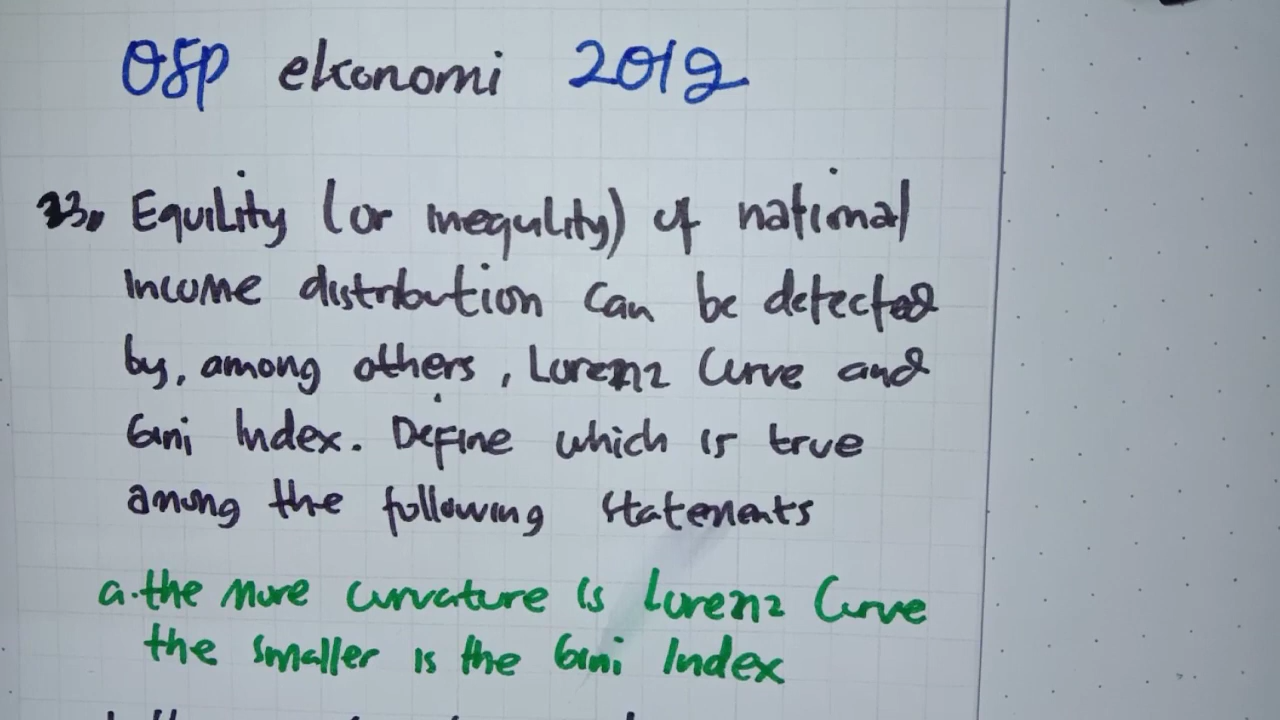 OSP ekonomi 2019
23. Equility (or inequlity) of national
income distribution can be detected
by, among others, Lorenz Curve and
Gini Index. Define which is true
among the following statements
a. the more curvature is Lorenz Curve
the smaller is the Gini Index